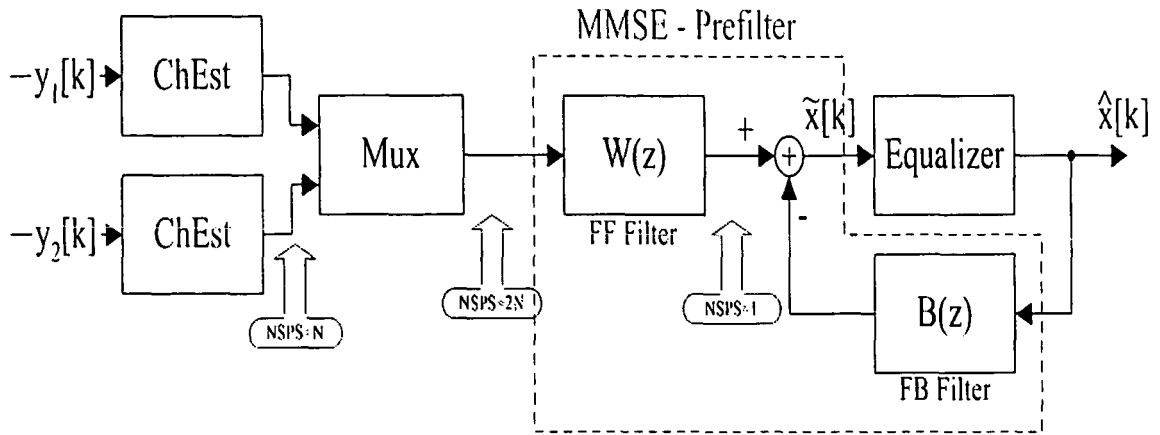 MMSE - Prefilter
y₁[k]
ChEst
Mux
W(z)
FF Filter
+
+
-
x̃[k]
Equalizer
x̂[k]
y₂[k]
ChEst
NSPS=N
NSPS=2N
NSPS=1
B(z)
FB Filter